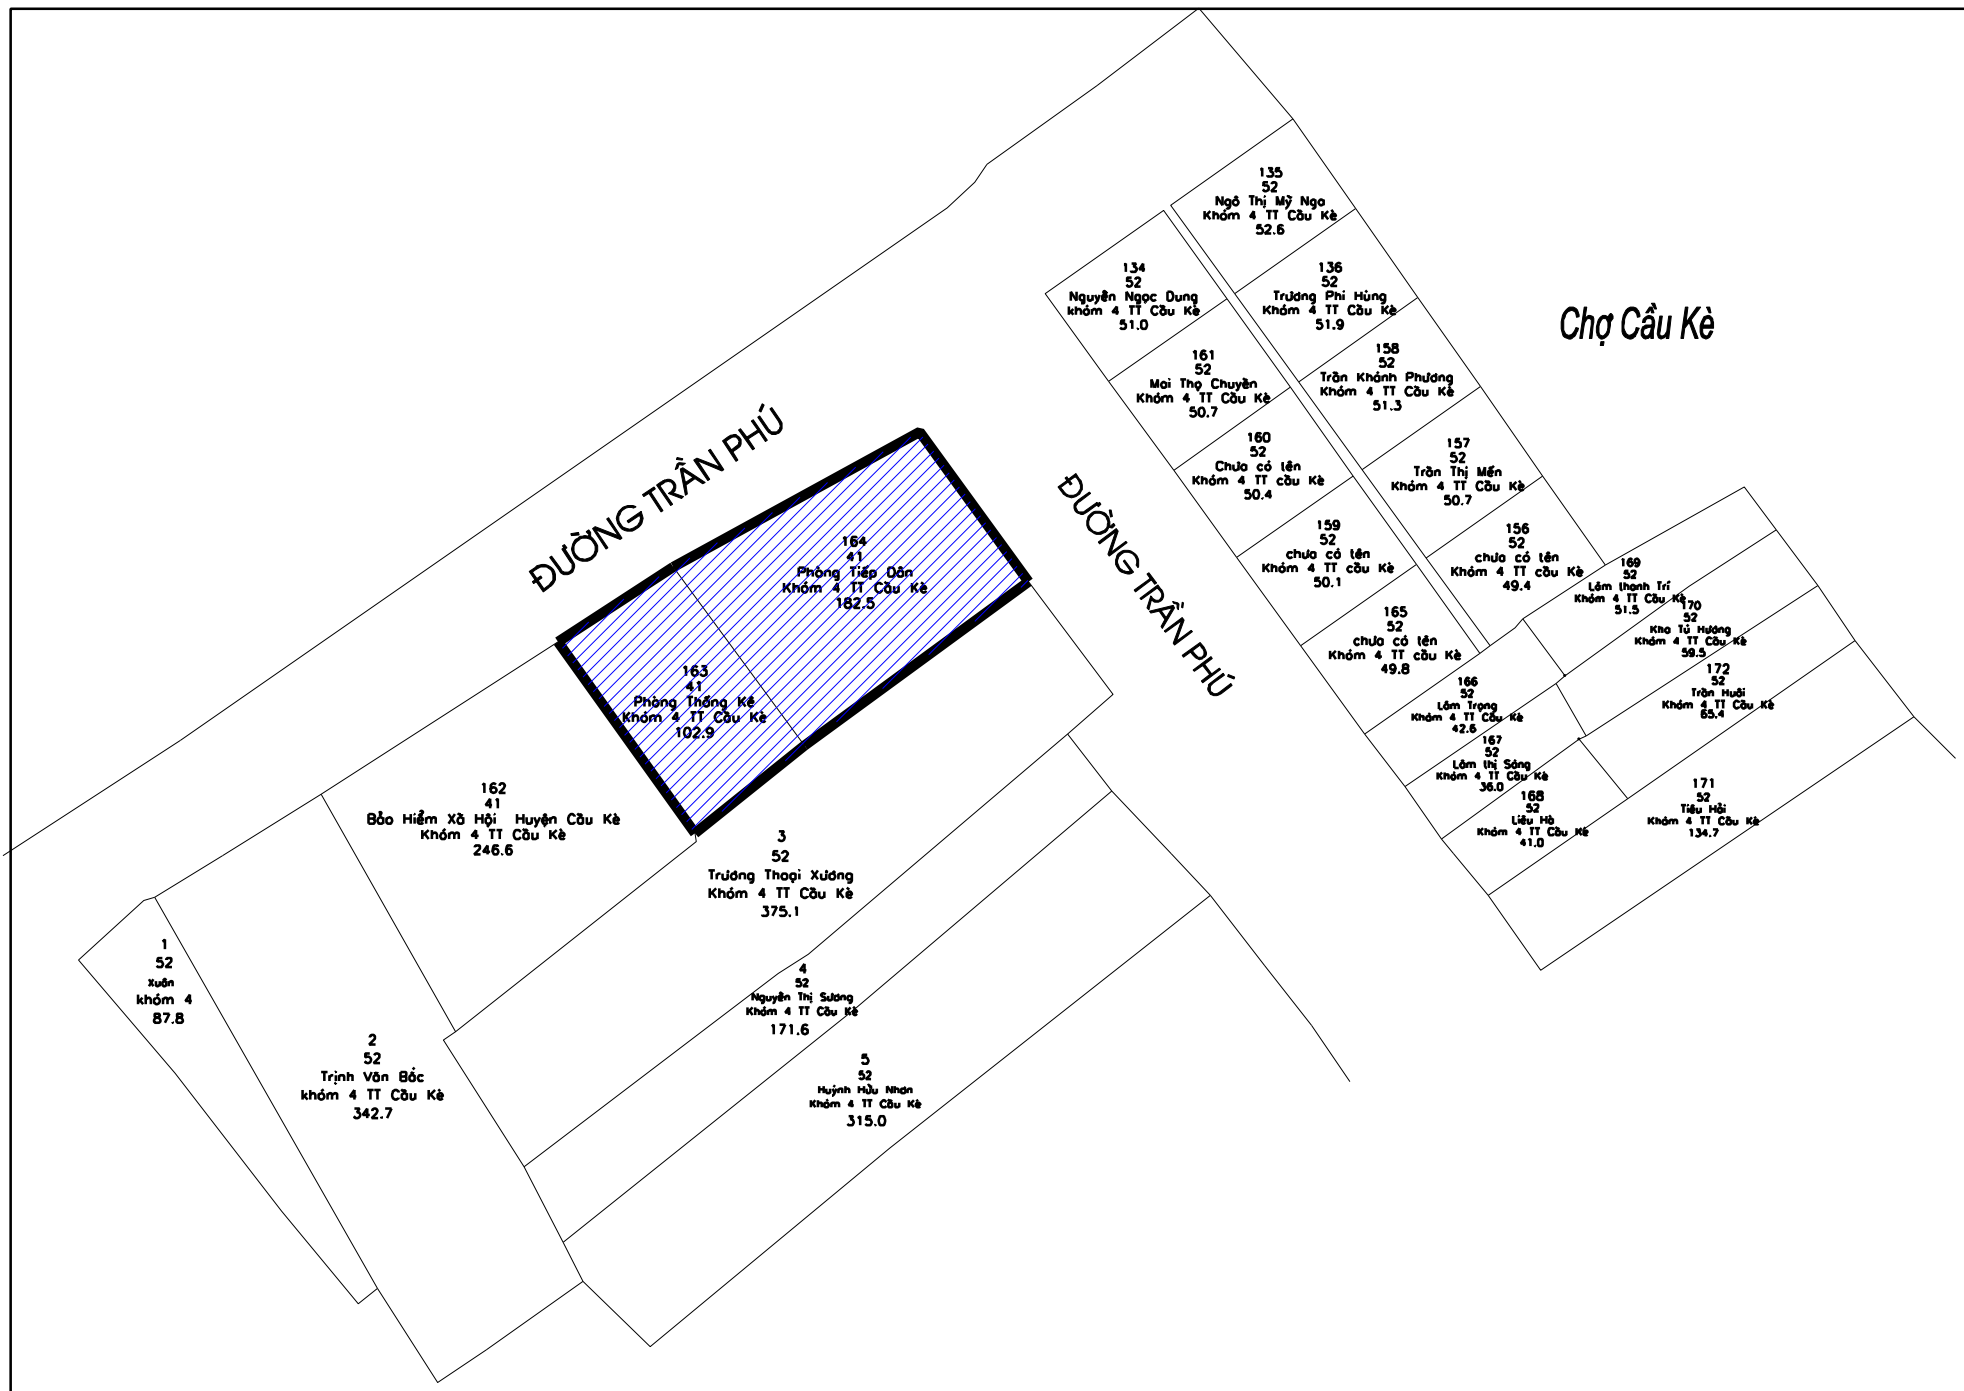 135
52
Ngô Thị Mỹ Nga
Khóm 4 TT Cầu Kè
52.6
134
52
Nguyễn Ngọc Dung
khóm 4 TT Cầu Kè
51.0
136
52
Trương Phi Hùng
Khóm 4 TT Cầu Kè
51.9
Chợ Cầu Kè
161
52
Mai Thọ Chuyền
Khóm 4 TT Cầu Kè
50.7
158
52
Trần Khánh Phương
Khóm 4 TT Cầu Kè
51.3
ĐƯỜNG TRẦN PHÚ
160
52
Chưa có tên
Khóm 4 TT cầu Kè
50.4
157
52
Trần Thị Mến
Khóm 4 TT Cầu Kè
50.7
ĐƯỜNG TRẦN PHÚ
164
41
Phòng Tiếp Dân
Khóm 4 TT Cầu Kè
182.5
159
52
chưa có tên
Khóm 4 TT cầu Kè
50.1
156
52
chưa có tên
Khóm 4 TT cầu Kè
49.4
169
52
Lâm thanh Trí
Khóm 4 TT Cầu Kè
51.5
165
52
chưa có tên
Khóm 4 TT cầu Kè
49.8
170
52
Kha Tú Hương
Khóm 4 TT Cầu Kè
59.5
163
41
Phòng Thống Kê
Khóm 4 TT Cầu Kè
102.9
166
52
Lâm Trọng
Khóm 4 TT Cầu Kè
42.6
172
52
Trần Huôi
Khóm 4 TT Cầu Kè
65.4
167
52
Lâm thị Sáng
Khóm 4 TT Cầu Kè
36.0
162
41
Bảo Hiểm Xã Hội Huyện Cầu Kè
Khóm 4 TT Cầu Kè
246.6
168
52
Liêu Hà
Khóm 4 TT Cầu Kè
41.0
171
52
Tiêu Hải
Khóm 4 TT Cầu Kè
134.7
3
52
Trương Thoại Xương
Khóm 4 TT Cầu Kè
375.1
1
52
Xuân
khóm 4
87.8
4
52
Nguyễn Thị Sương
Khóm 4 TT Cầu Kè
171.6
2
52
Trịnh Văn Bắc
khóm 4 TT Cầu Kè
342.7
5
52
Huỳnh Hữu Nhơn
Khóm 4 TT Cầu Kè
315.0